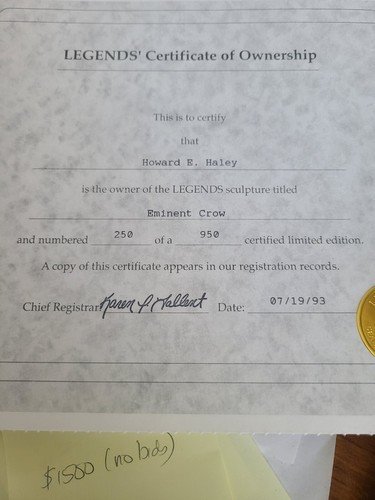 LEGENDS' Certificate of Ownership
This is to certify
that
Howard E. Haley
is the owner of the LEGENDS sculpture titled
Eminent Crow
and numbered 250 of a 950 certified limited edition.
A copy of this certificate appears in our registration records.
Chief Registrar Karen L Hallent Date: 07/19/93
$1500 (no bids)